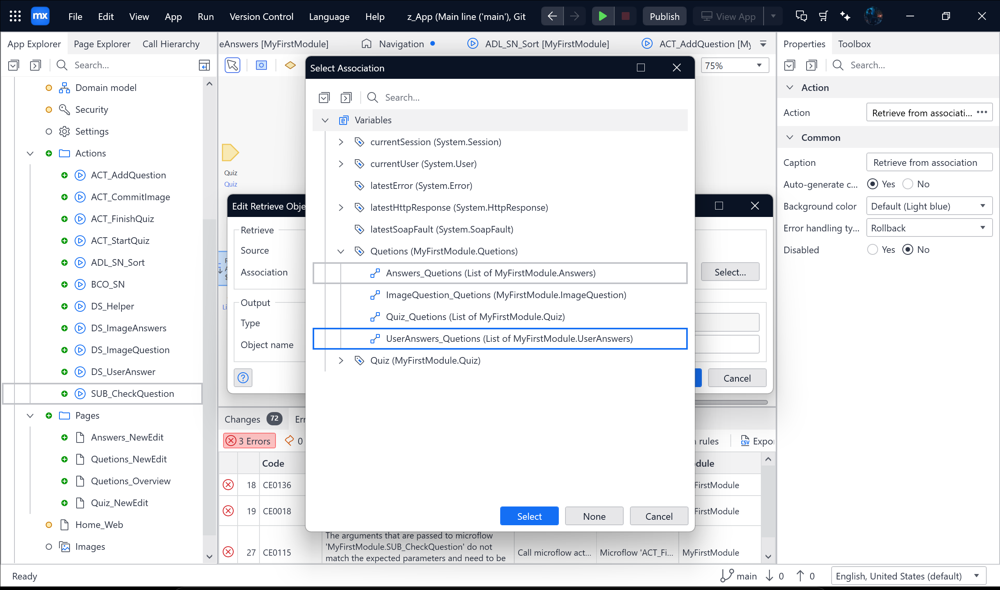 mx File Edit View App Run Version Control Language Help z_App (Main line ('main'), Git Publish View App
App Explorer Page Explorer Call Hierarchy
Search...
Domain model
Security
Settings
Actions
ACT_AddQuestion
ACT_CommitImage
ACT_FinishQuiz
ACT_StartQuiz
ADL_SN_Sort
BCO_SN
DS_Helper
DS_ImageAnswers
DS_ImageQuestion
DS_UserAnswer
SUB_CheckQuestion
Pages
Answers_NewEdit
Quetions_NewEdit
Quetions_Overview
Quiz_NewEdit
Home_Web
Images
eAnswers [MyFirstModule] Navigation ADL_SN_Sort [MyFirstModule] ACT_AddQuestion [My
75%
Quiz
Quiz
Edit Retrieve Obje
Retrieve
Source
Association
Select...
Output
Type
Object name
Cancel
Select Association
Search...
Variables
currentSession (System.Session)
currentUser (System.User)
latestError (System.Error)
latestHttpResponse (System.HttpResponse)
latestSoapFault (System.SoapFault)
Quetions (MyFirstModule.Quetions)
Answers_Quetions (List of MyFirstModule.Answers)
ImageQuestion_Quetions (MyFirstModule.ImageQuestion)
Quiz_Quetions (List of MyFirstModule.Quiz)
UserAnswers_Quetions (List of MyFirstModule.UserAnswers)
Quiz (MyFirstModule.Quiz)
Select None Cancel
Changes 72 Err
3 Errors 0 rules CSV Expor
Code dule
18 CE0136 FirstModule
19 CE0018 FirstModule
The arguments that are passed to microflow
'MyFirstModule.SUB_CheckQuestion' do not
match the expected parameters and need to be
27 CE0115 Call microflow act... Microflow 'ACT_Fi... MyFirstModule
Properties Toolbox
Search...
Action
Action Retrieve from associati... •••
Common
Caption Retrieve from association
Auto-generate c... Yes No
Background color Default (Light blue)
Error handling ty... Rollback
Disabled Yes No
Ready main 0 0 English, United States (default)